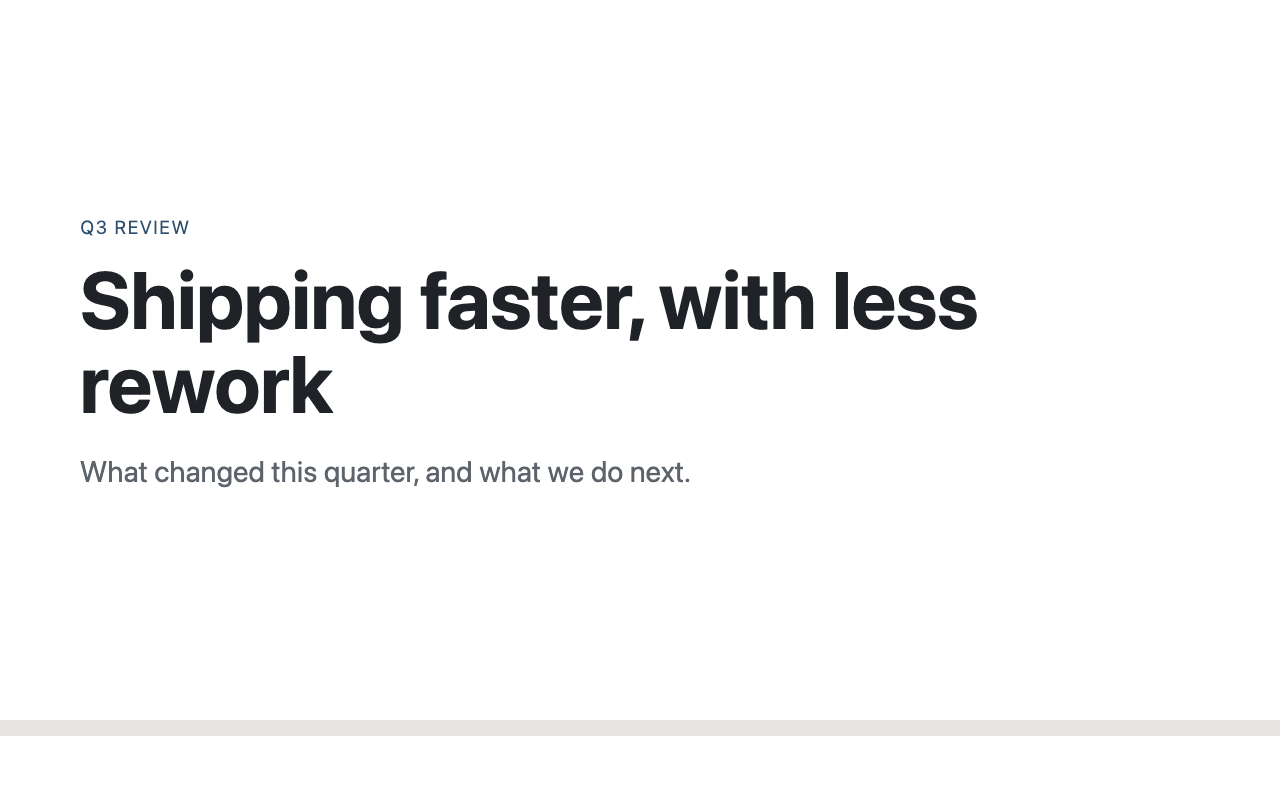 Q3 REVIEW
Shipping faster, with less
rework
What changed this quarter, and what we do next.